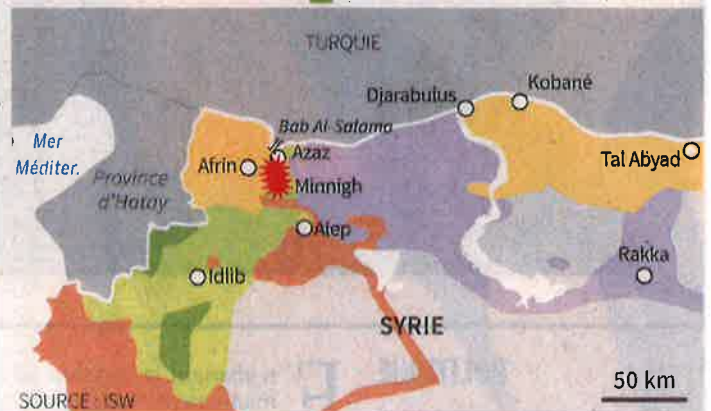 TURQUIE
Kobané
Djarabulus
Bab Al-Salama
Mer
Méditer.
Azaz
Tal Abyad
Afrin
Province
d'Hatay
Minnigh
Alep
Rakka
Idlib
SYRIE
50 km
SOURCE : ISW